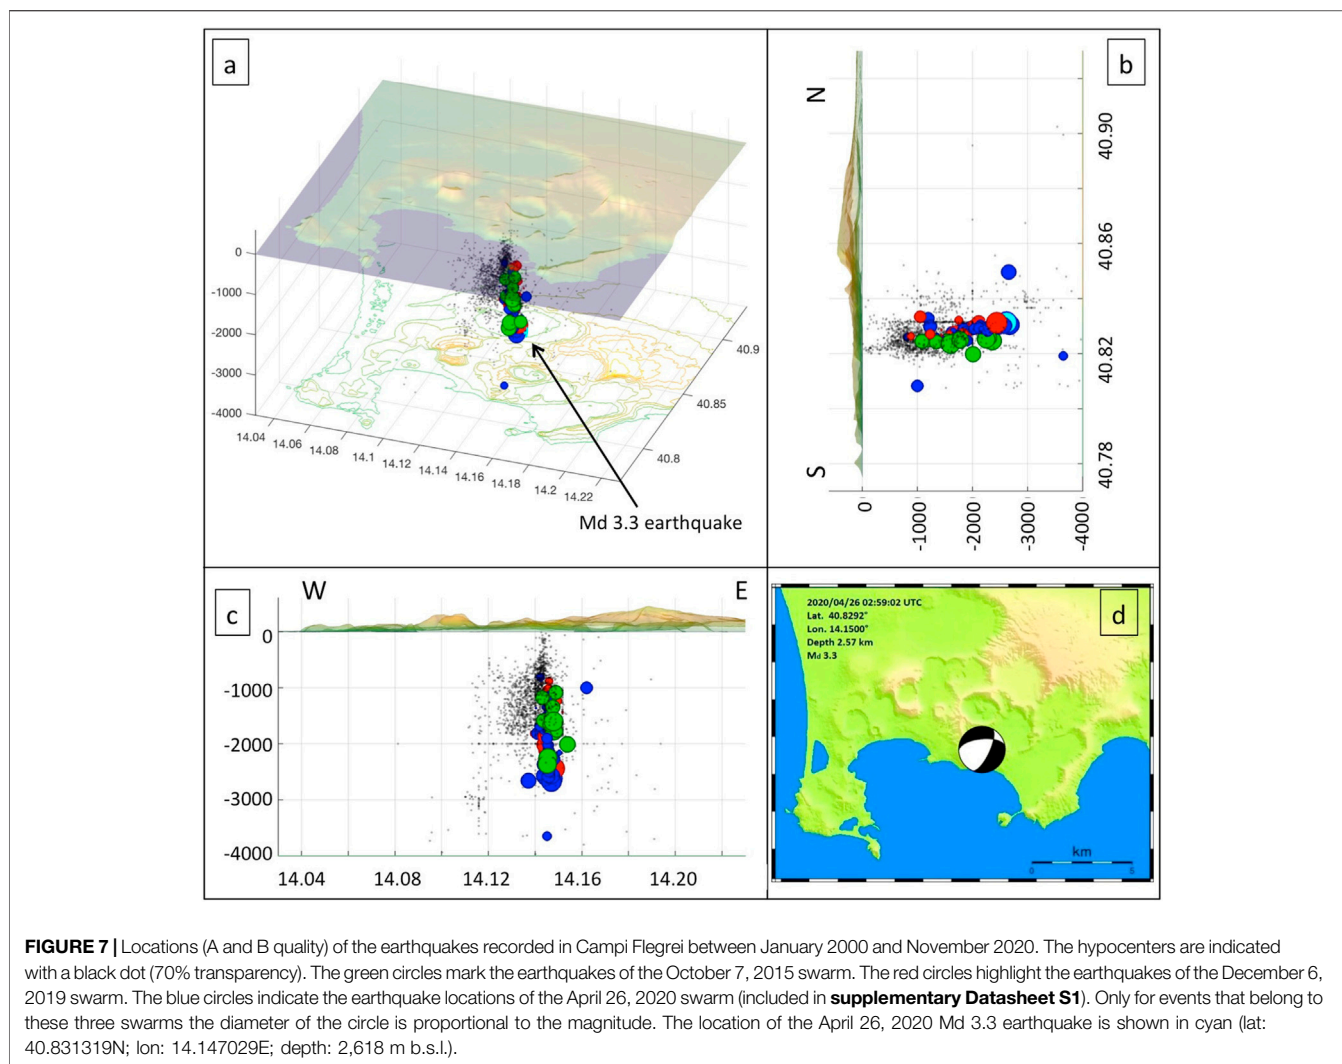 a
0
-1000
-2000
-3000
-4000
14.04
14.06
14.08
14.1
14.12
14.14
14.16
14.18
14.2
14.22
40.8
40.85
40.9
Md 3.3 earthquake
b
N
S
40.90
40.86
40.82
40.78
0
-1000
-2000
-3000
-4000
c
W
E
0
-1000
-2000
-3000
-4000
14.04
14.08
14.12
14.16
14.20
d
2020/04/26 02:59:02 UTC
Lat. 40.8292°
Lon. 14.1500°
Depth 2.57 km
Md 3.3
km
0
5
FIGURE 7 | Locations (A and B quality) of the earthquakes recorded in Campi Flegrei between January 2000 and November 2020. The hypocenters are indicated
with a black dot (70% transparency). The green circles mark the earthquakes of the October 7, 2015 swarm. The red circles highlight the earthquakes of the December 6,
2019 swarm. The blue circles indicate the earthquake locations of the April 26, 2020 swarm (included in supplementary Datasheet S1). Only for events that belong to
these three swarms the diameter of the circle is proportional to the magnitude. The location of the April 26, 2020 Md 3.3 earthquake is shown in cyan (lat:
40.831319N; lon: 14.147029E; depth: 2,618 m b.s.l.).